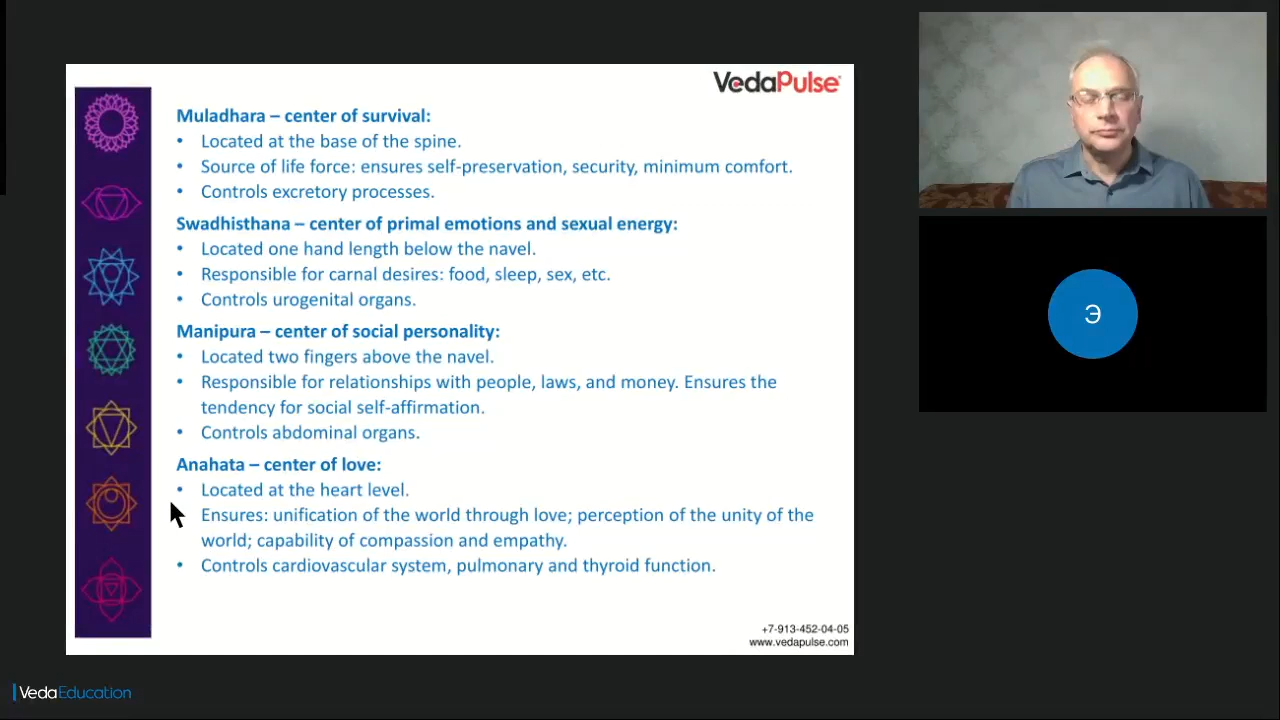 VedaPulse
Muladhara – center of survival:
• Located at the base of the spine.
• Source of life force: ensures self-preservation, security, minimum comfort.
• Controls excretory processes.
Swadhisthana – center of primal emotions and sexual energy:
• Located one hand length below the navel.
• Responsible for carnal desires: food, sleep, sex, etc.
• Controls urogenital organs.
Manipura – center of social personality:
• Located two fingers above the navel.
• Responsible for relationships with people, laws, and money. Ensures the
tendency for social self-affirmation.
• Controls abdominal organs.
Anahata – center of love:
• Located at the heart level.
Ensures: unification of the world through love; perception of the unity of the
world; capability of compassion and empathy.
• Controls cardiovascular system, pulmonary and thyroid function.
+7-913-452-04-05
www.vedapulse.com
VedaEducation
Э